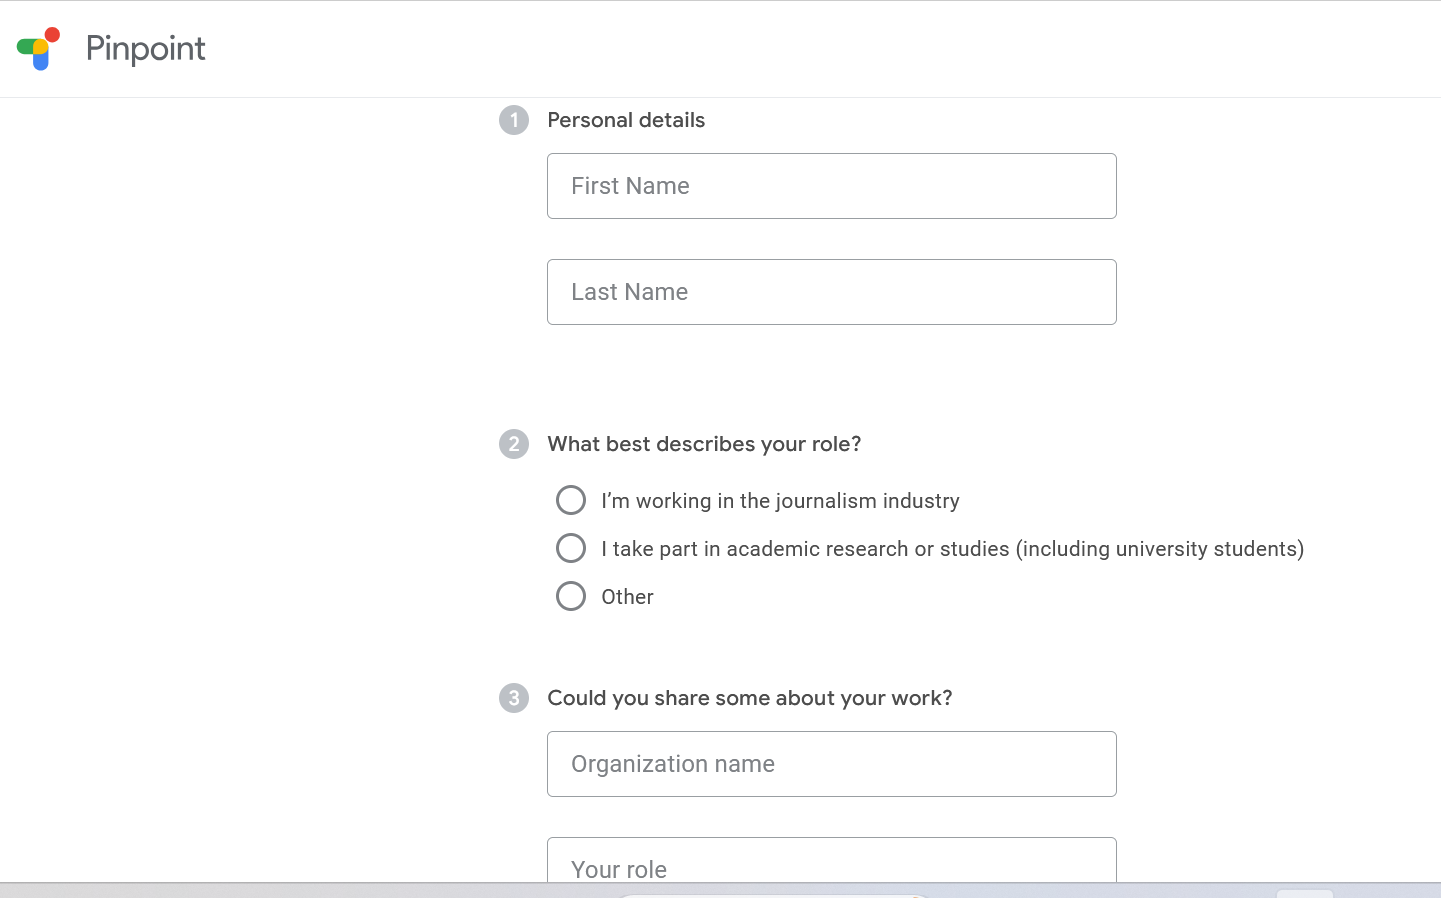 Pinpoint
1 Personal details
First Name
Last Name
2 What best describes your role?
I’m working in the journalism industry
I take part in academic research or studies (including university students)
Other
3 Could you share some about your work?
Organization name
Your role